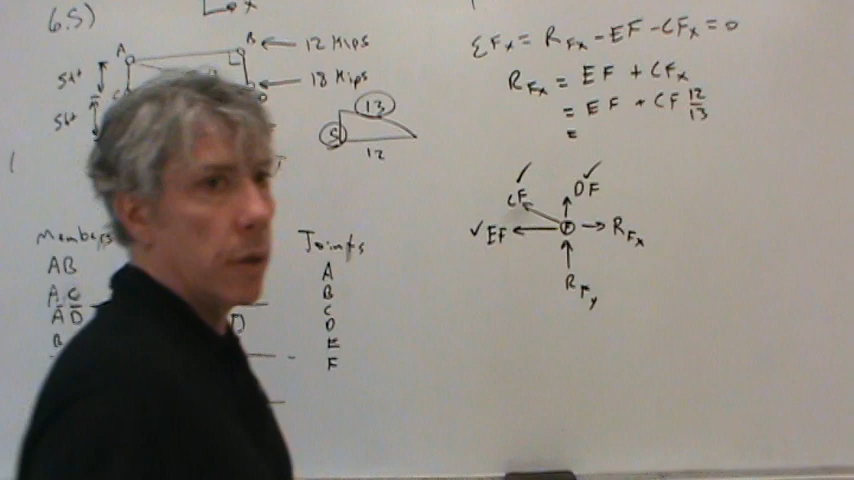 6.5)
x
A
B
12 Kips
18 Kips
5ft
5ft
13
5
12
Members
AB
AC
AD
B
D
Joints
A
B
C
D
E
F
ΣFx = RFx - EF - CFx = 0
RFx = EF + CFx
= EF + CF 12/13
=
✓ CF
DF ✓
✓ EF
F
RFx
RFy